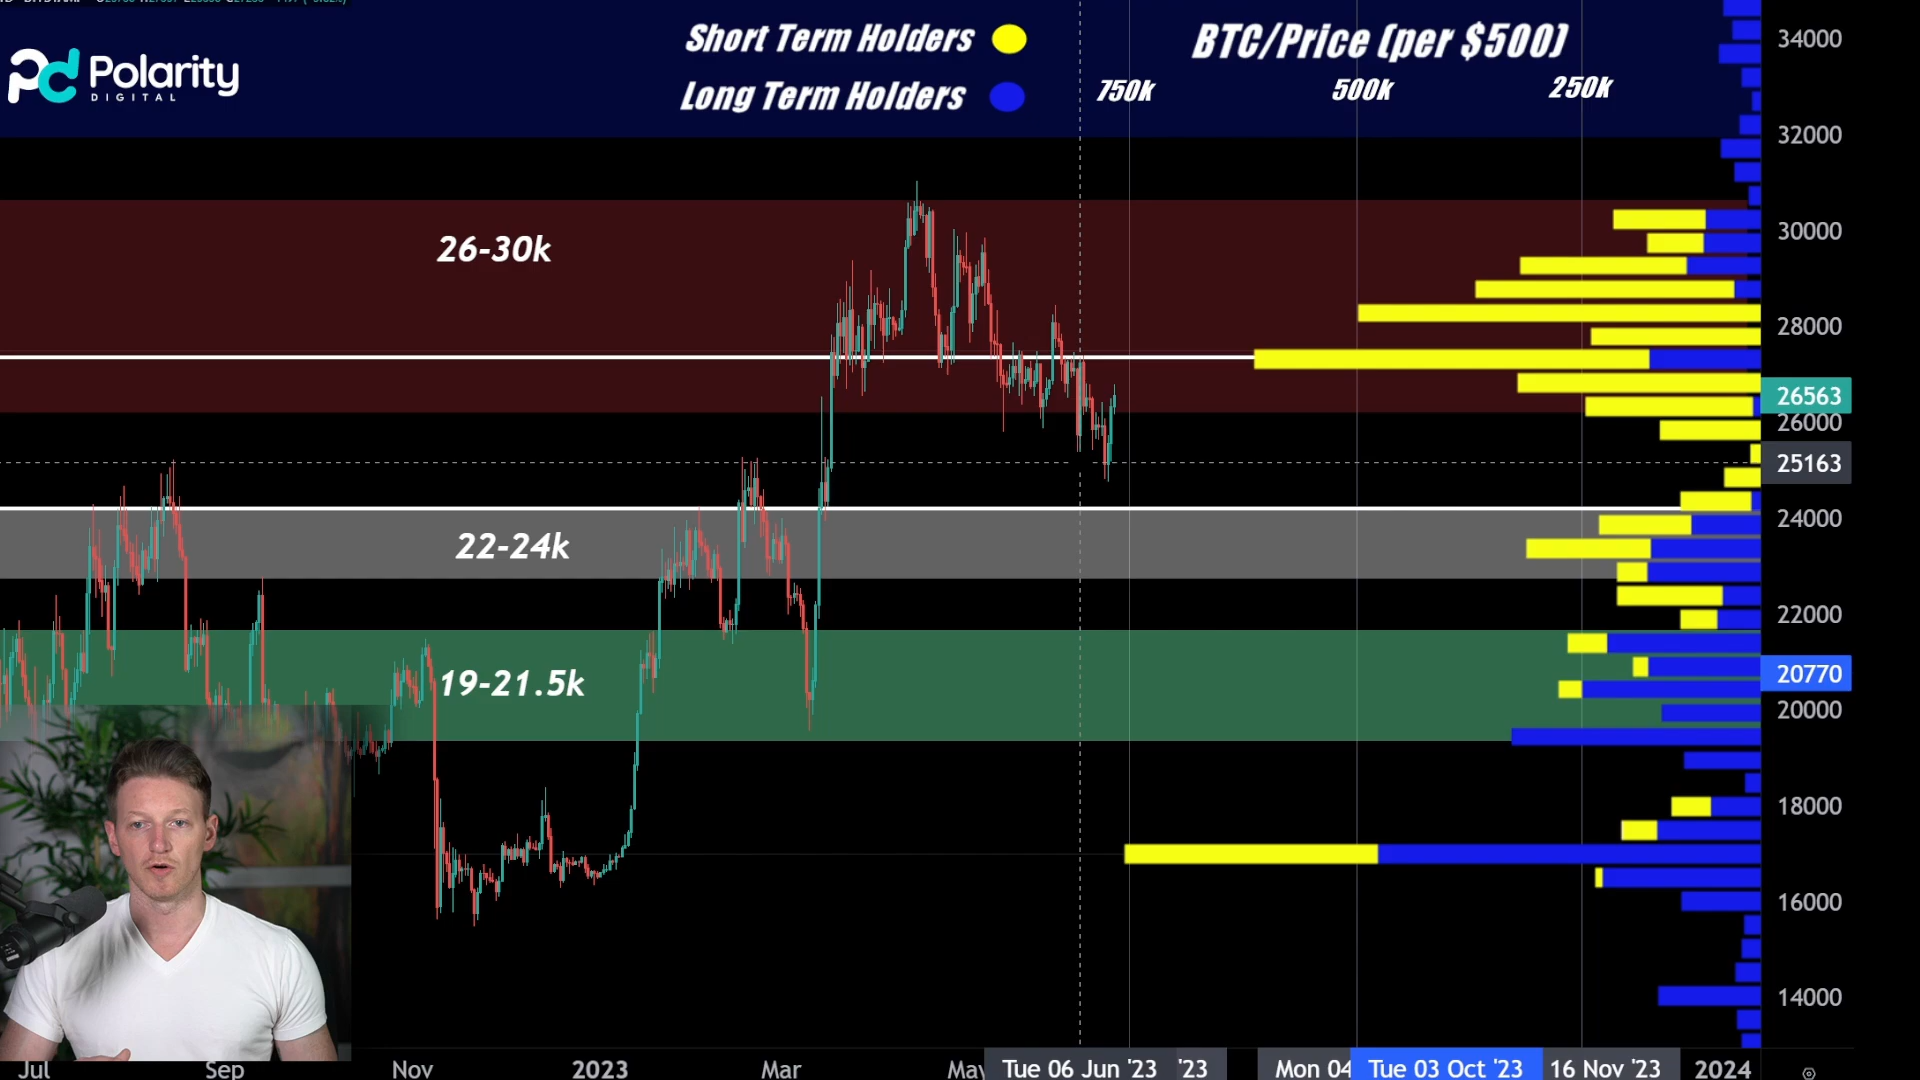 Polarity
DIGITAL
Short Term Holders
Long Term Holders
BTC/Price (per $500)
750k
500k
250k
34000
32000
26-30k
30000
28000
26563
26000
25163
22-24k
24000
22000
19-21.5k
20770
20000
18000
16000
14000
Jul
Sep
Nov
2023
Mar
May
Tue 06 Jun '23
'23
Mon 04
Tue 03 Oct '23
16 Nov '23
2024